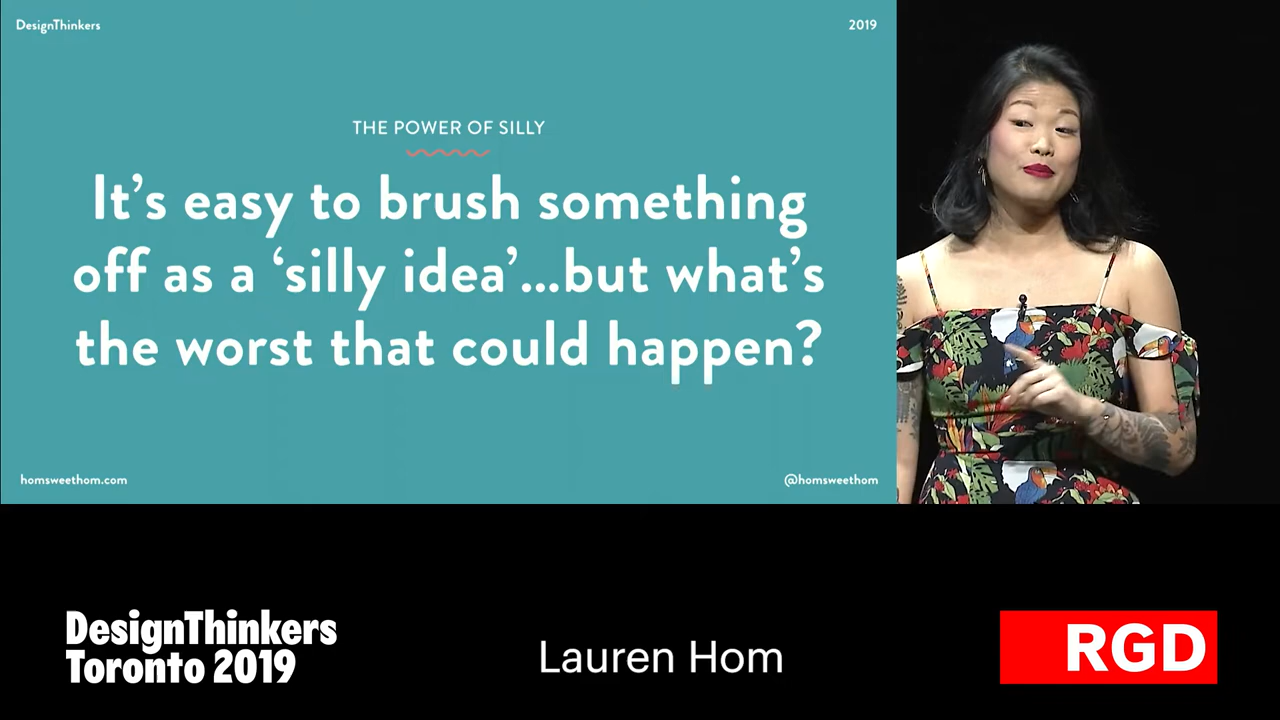 DesignThinkers
2019
THE POWER OF SILLY
It’s easy to brush something
off as a ‘silly idea’...but what’s
the worst that could happen?
homsweethom.com
@homsweethom
DesignThinkers
Toronto 2019
Lauren Hom
RGD